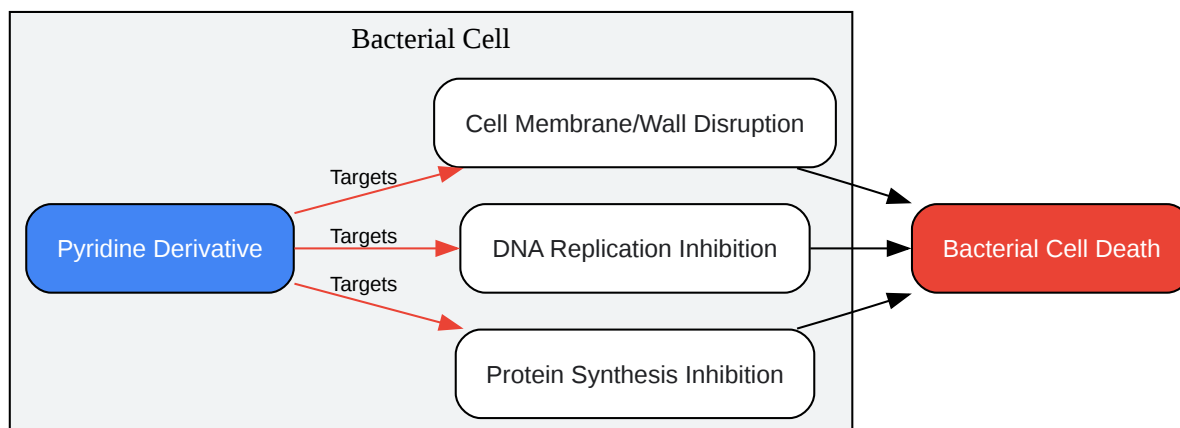 Bacterial Cell
Cell Membrane/Wall Disruption
Targets
Pyridine Derivative
Targets
DNA Replication Inhibition
Bacterial Cell Death
Targets
Protein Synthesis Inhibition